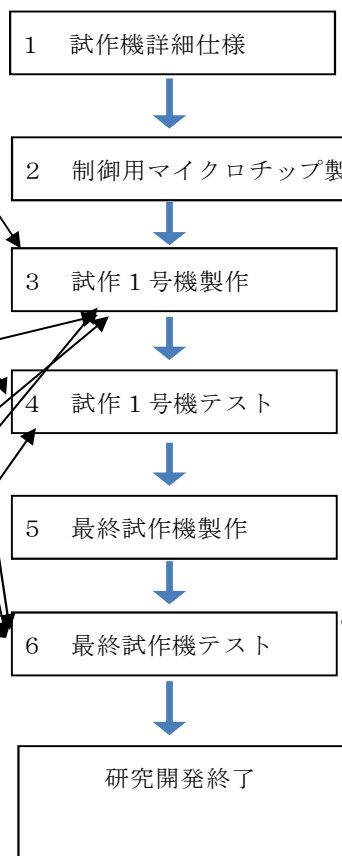 １　試作機詳細仕様
２　制御用マイクロチップ製
３　試作１号機製作
４　試作１号機テスト
５　最終試作機製作
６　最終試作機テスト
研究開発終了